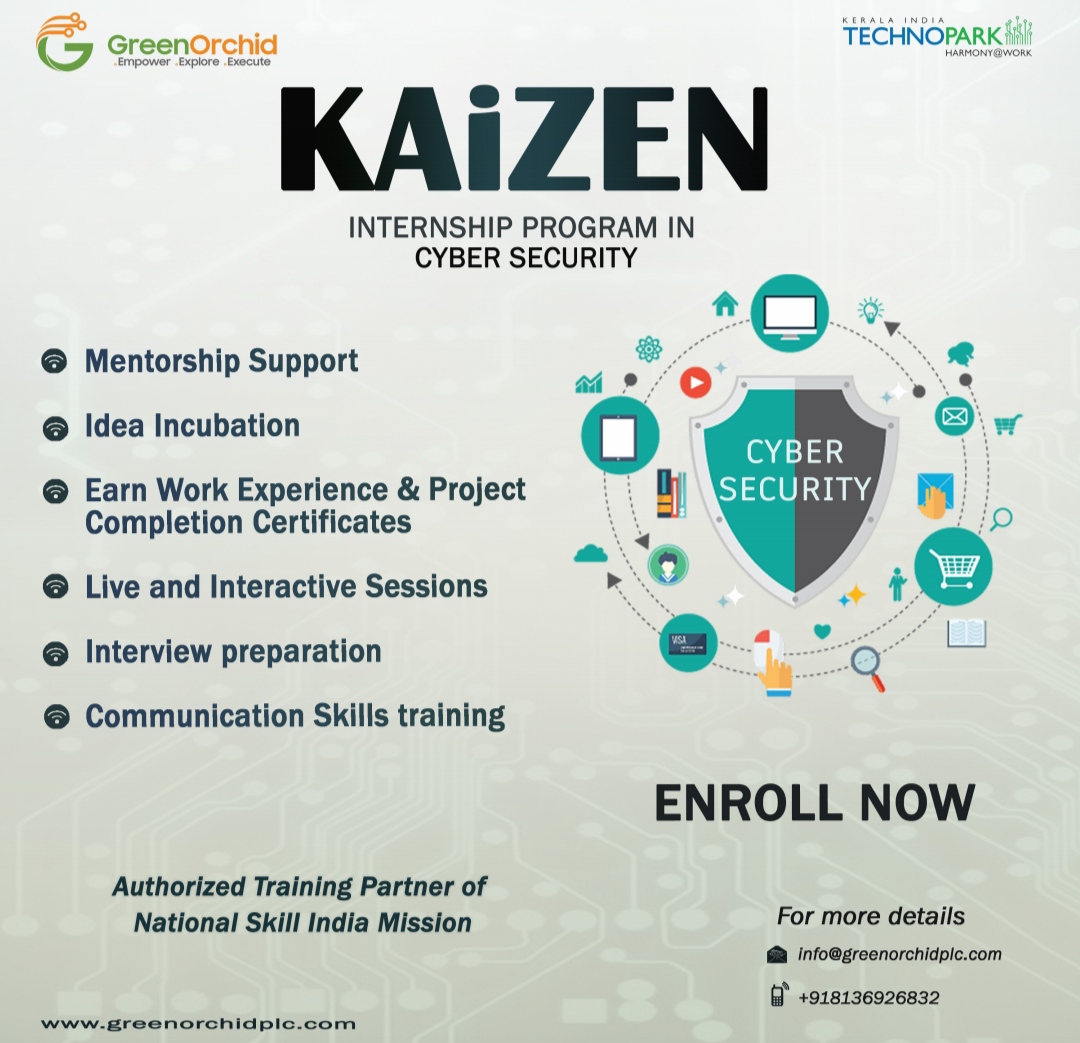 GreenOrchid
.Empower .Explore .Execute
KERALA INDIA
TECHNOPARK
HARMONY@WORK
KAiZEN
INTERNSHIP PROGRAM IN
CYBER SECURITY
Mentorship Support
Idea Incubation
Earn Work Experience & Project
Completion Certificates
Live and Interactive Sessions
Interview preparation
Communication Skills training
CYBER
SECURITY
VISA
ENROLL NOW
Authorized Training Partner of
National Skill India Mission
For more details
info@greenorchidplc.com
+918136926832
www.greenorchidplc.com